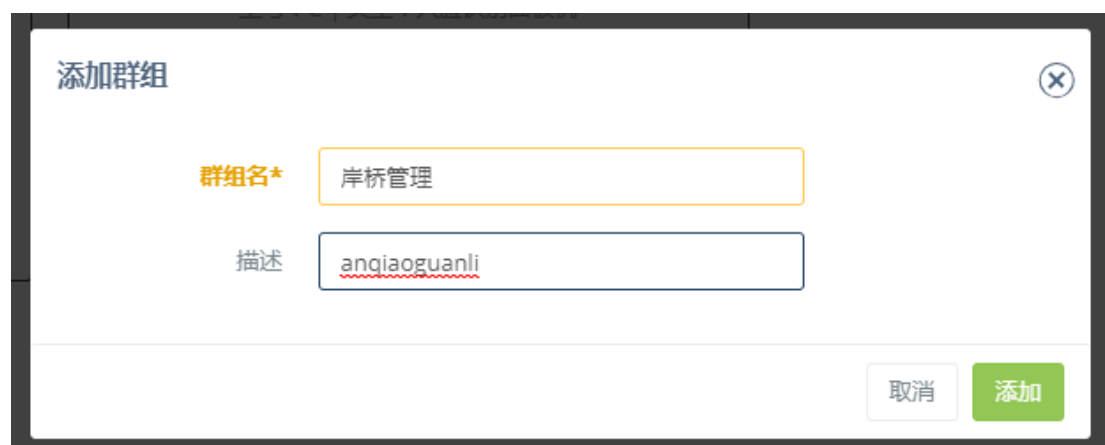 添加群组
群组名*
岸桥管理
描述
anqiaoguanli
取消
添加